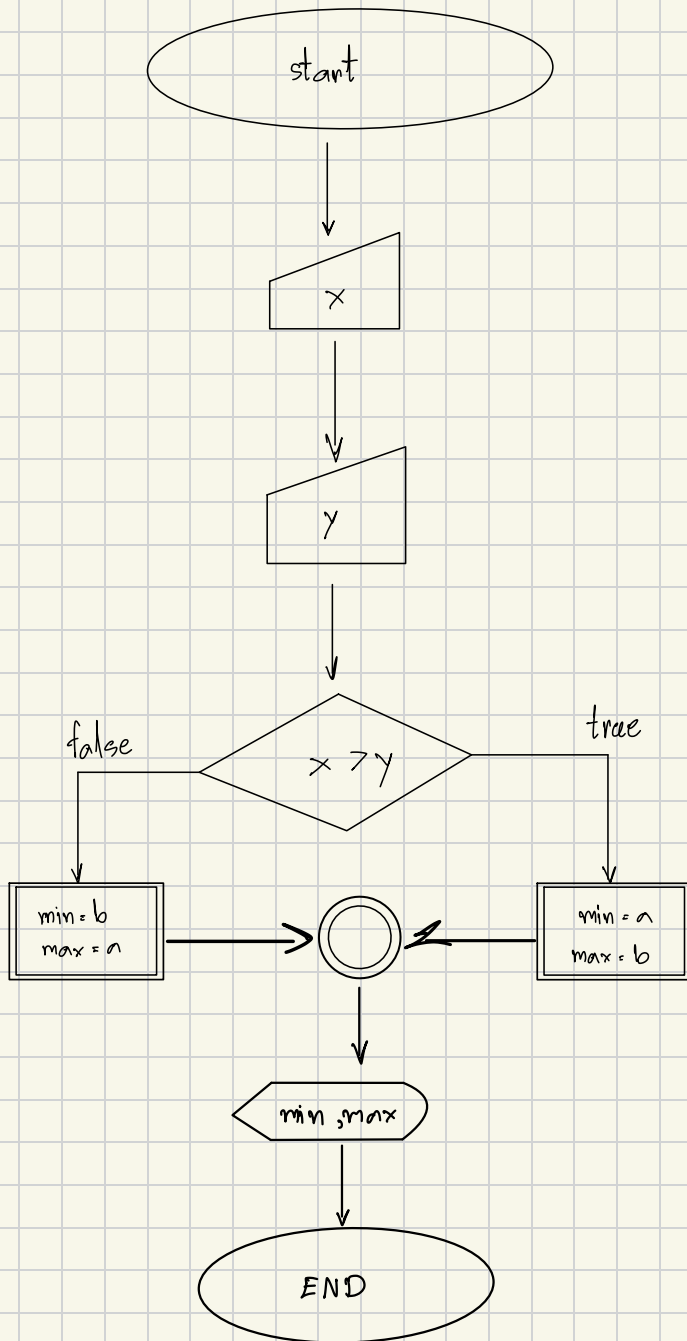 start
x
y
false
true
x > y
min = b
max = a
min = a
max = b
min , max
END